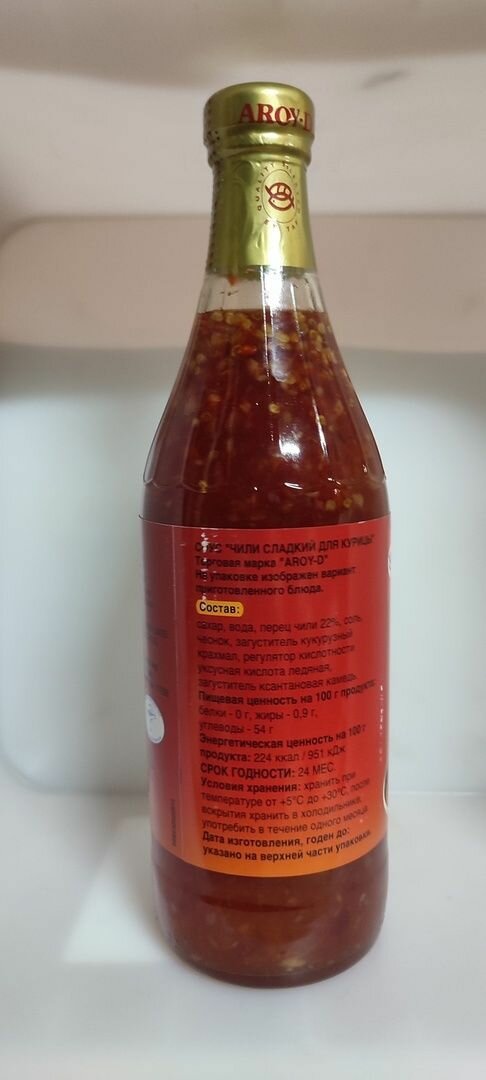 AROY-D
QUALITY
СОУС "ЧИЛИ СЛАДКИЙ ДЛЯ КУРИЦЫ"
Торговая марка "AROY-D"
На упаковке изображен вариант
приготовленного блюда.
Состав:
сахар, вода, перец чили 22%, соль,
чеснок, загуститель кукурузный
крахмал, регулятор кислотности
уксусная кислота ледяная,
загуститель ксантановая камедь.
Пищевая ценность на 100 г продукта:
белки - 0 г, жиры - 0,9 г,
углеводы - 54 г
Энергетическая ценность на 100 г
продукта: 224 ккал / 951 кДж
СРОК ГОДНОСТИ: 24 МЕС.
Условия хранения: хранить при
температуре от +5°С до +30°С, после
вскрытия хранить в холодильнике,
употребить в течение одного месяца
Дата изготовления, годен до:
указано на верхней части упаковки.